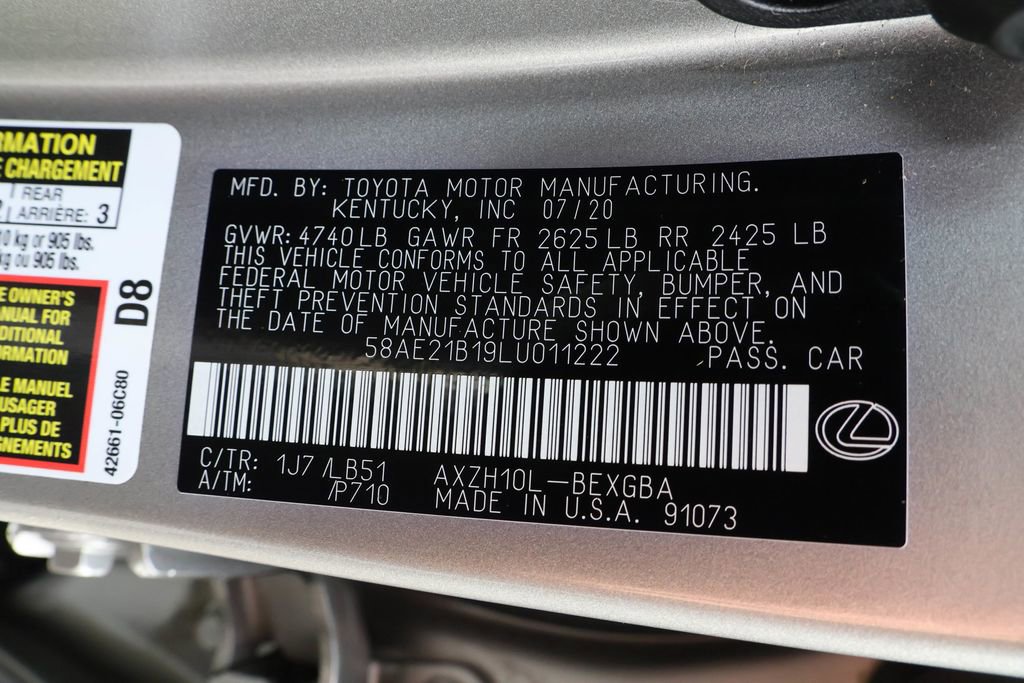 RMATION
E CHARGEMENT
REAR
ARRIÈRE: 3
0 kg or 905 lbs.
kg ou 905 lbs.
E OWNER'S
ANUAL FOR
DITIONAL
ORMATION
LE MANUEL
USAGER
PLUS DE
GNEMENTS
D8
42661-06C80
MFD. BY: TOYOTA MOTOR MANUFACTURING.
KENTUCKY, INC 07/20
GVWR: 4740LB GAWR FR 2625LB RR 2425 LB
THIS VEHICLE CONFORMS TO ALL APPLICABLE
FEDERAL MOTOR VEHICLE SAFETY, BUMPER, AND
THEFT PREVENTION STANDARDS IN EFFECT ON
THE DATE OF MANUFACTURE SHOWN ABOVE.
58AE21B19LU011222 PASS. CAR
C/TR: 1J7/LB51 AXZH10L-BEXGBA
A/TM: /P710 MADE IN U.S.A. 91073